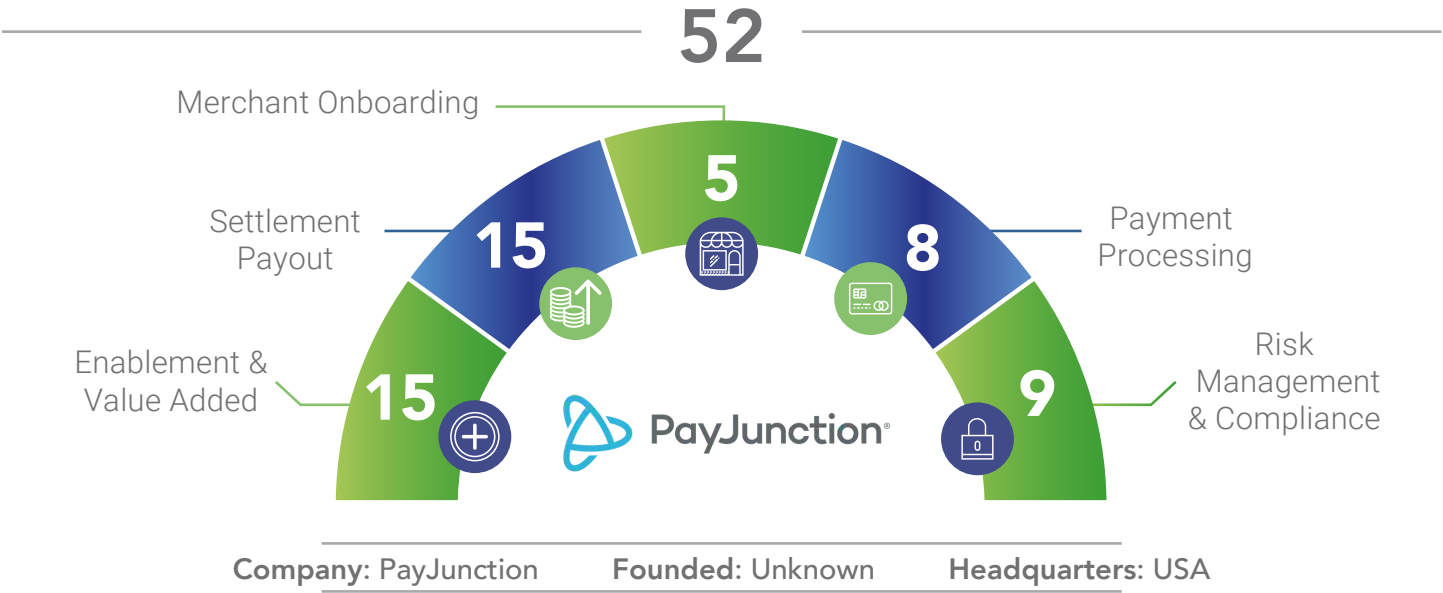 52
Merchant Onboarding
5
Settlement
Payout
15
8
Payment
Processing
Enablement &
Value Added
15
9
Risk
Management
& Compliance
0
PayJunction®
Company: PayJunction Founded: Unknown Headquarters: USA